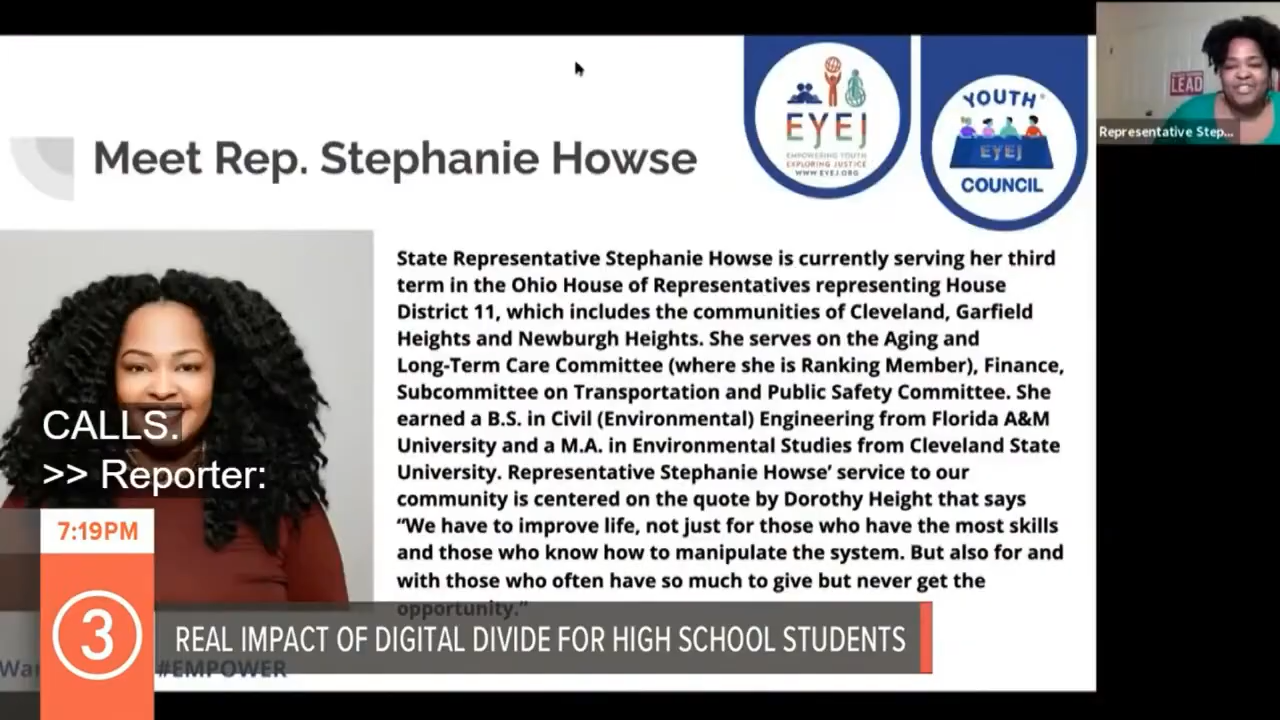 EYEJ
EMPOWERING YOUTH
EXPLORING JUSTICE
WWW.EYEJ.ORG
YOUTH
EYEJ
COUNCIL
LEAD
Representative Step...
Meet Rep. Stephanie Howse
State Representative Stephanie Howse is currently serving her third
term in the Ohio House of Representatives representing House
District 11, which includes the communities of Cleveland, Garfield
Heights and Newburgh Heights. She serves on the Aging and
Long-Term Care Committee (where she is Ranking Member), Finance,
Subcommittee on Transportation and Public Safety Committee. She
earned a B.S. in Civil (Environmental) Engineering from Florida A&M
University and a M.A. in Environmental Studies from Cleveland State
University. Representative Stephanie Howse’ service to our
community is centered on the quote by Dorothy Height that says
“We have to improve life, not just for those who have the most skills
and those who know how to manipulate the system. But also for and
with those who often have so much to give but never get the
opportunity.”
CALLS.
>> Reporter:
7:19PM
3
REAL IMPACT OF DIGITAL DIVIDE FOR HIGH SCHOOL STUDENTS
#EMPOWER